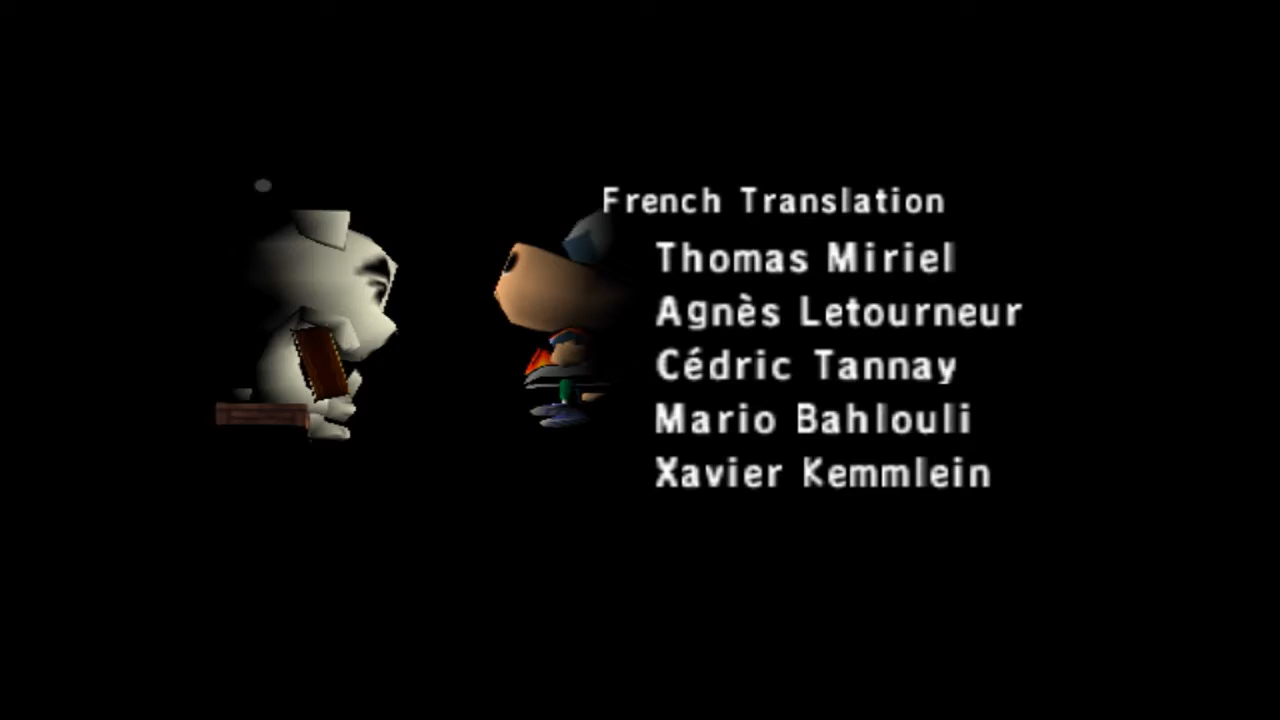 French Translation
Thomas Miriel
Agnès Letourneur
Cédric Tannay
Mario Bahlouli
Xavier Kemmlein